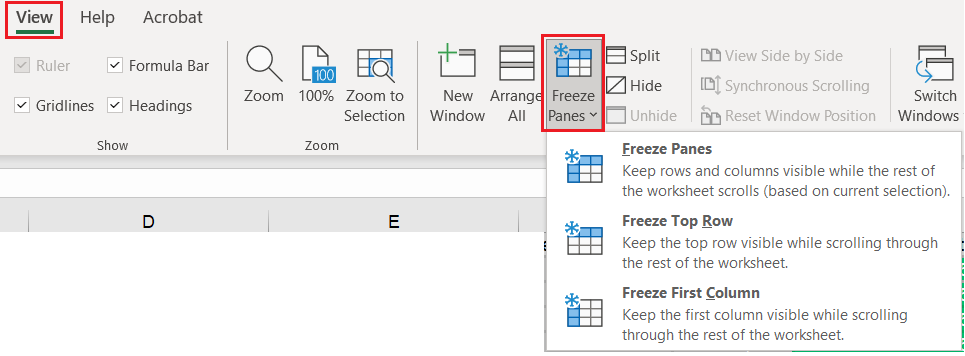 View Help Acrobat
Ruler Formula Bar
Gridlines Headings
Show
Zoom
100
100%
Zoom to
Selection
Zoom
New
Window
Arrange
All
Freeze
Panes
Split
Hide
Unhide
View Side by Side
Synchronous Scrolling
Reset Window Position
Switch
Windows
Freeze Panes
Keep rows and columns visible while the rest of
the worksheet scrolls (based on current selection).
Freeze Top Row
Keep the top row visible while scrolling through
the rest of the worksheet.
Freeze First Column
Keep the first column visible while scrolling
through the rest of the worksheet.
D E